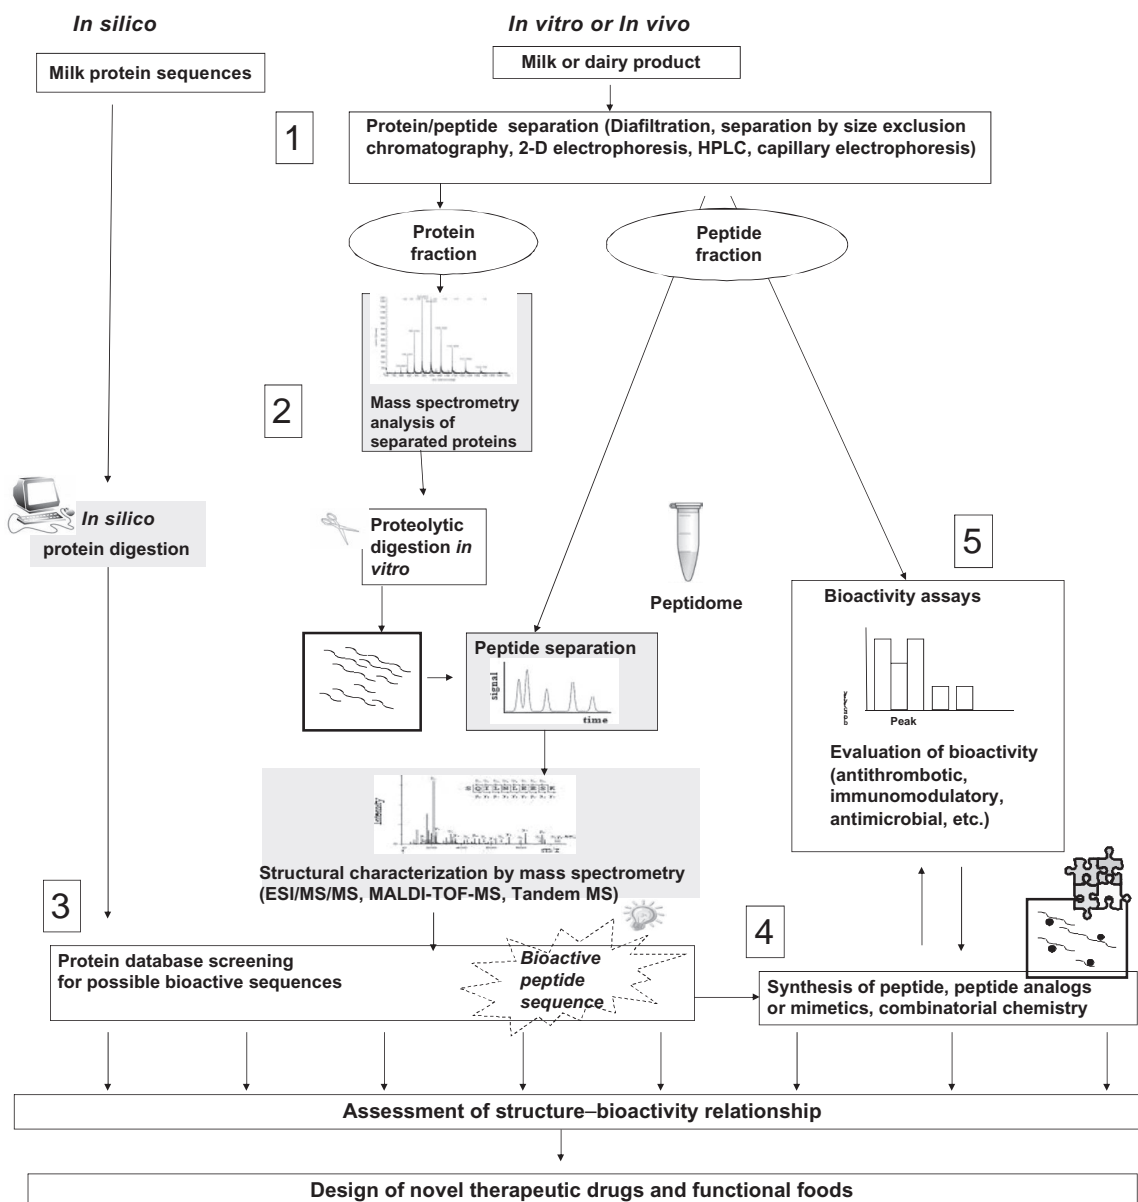 In silico
In vitro or In vivo
Milk protein sequences
Milk or dairy product
1
Protein/peptide separation (Diafiltration, separation by size exclusion
chromatography, 2-D electrophoresis, HPLC, capillary electrophoresis)
Protein
fraction
Peptide
fraction
2
Mass spectrometry
analysis of
separated proteins
In silico
protein digestion
Proteolytic
digestion in
vitro
Peptidome
5
Bioactivity assays
Peak
Evaluation of bioactivity
(antithrombotic,
immunomodulatory,
antimicrobial, etc.)
Peptide separation
signal
time
Structural characterization by mass spectrometry
(ESI/MS/MS, MALDI-TOF-MS, Tandem MS)
3
Protein database screening
for possible bioactive sequences
Bioactive
peptide
sequence
4
Synthesis of peptide, peptide analogs
or mimetics, combinatorial chemistry
Assessment of structure–bioactivity relationship
Design of novel therapeutic drugs and functional foods